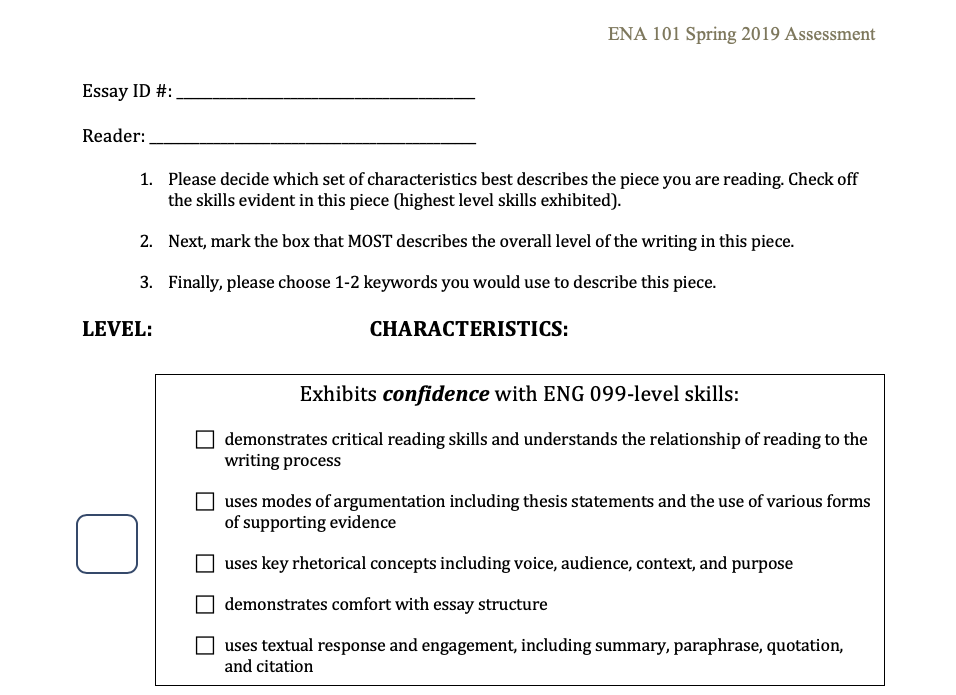 ENA 101 Spring 2019 Assessment
Essay ID #: ___________________________________
Reader: ______________________________________
1. Please decide which set of characteristics best describes the piece you are reading. Check off
the skills evident in this piece (highest level skills exhibited).
2. Next, mark the box that MOST describes the overall level of the writing in this piece.
3. Finally, please choose 1-2 keywords you would use to describe this piece.
LEVEL: CHARACTERISTICS:
Exhibits confidence with ENG 099-level skills:
☐ demonstrates critical reading skills and understands the relationship of reading to the
writing process
☐ uses modes of argumentation including thesis statements and the use of various forms
of supporting evidence
☐ uses key rhetorical concepts including voice, audience, context, and purpose
☐ demonstrates comfort with essay structure
☐ uses textual response and engagement, including summary, paraphrase, quotation,
and citation